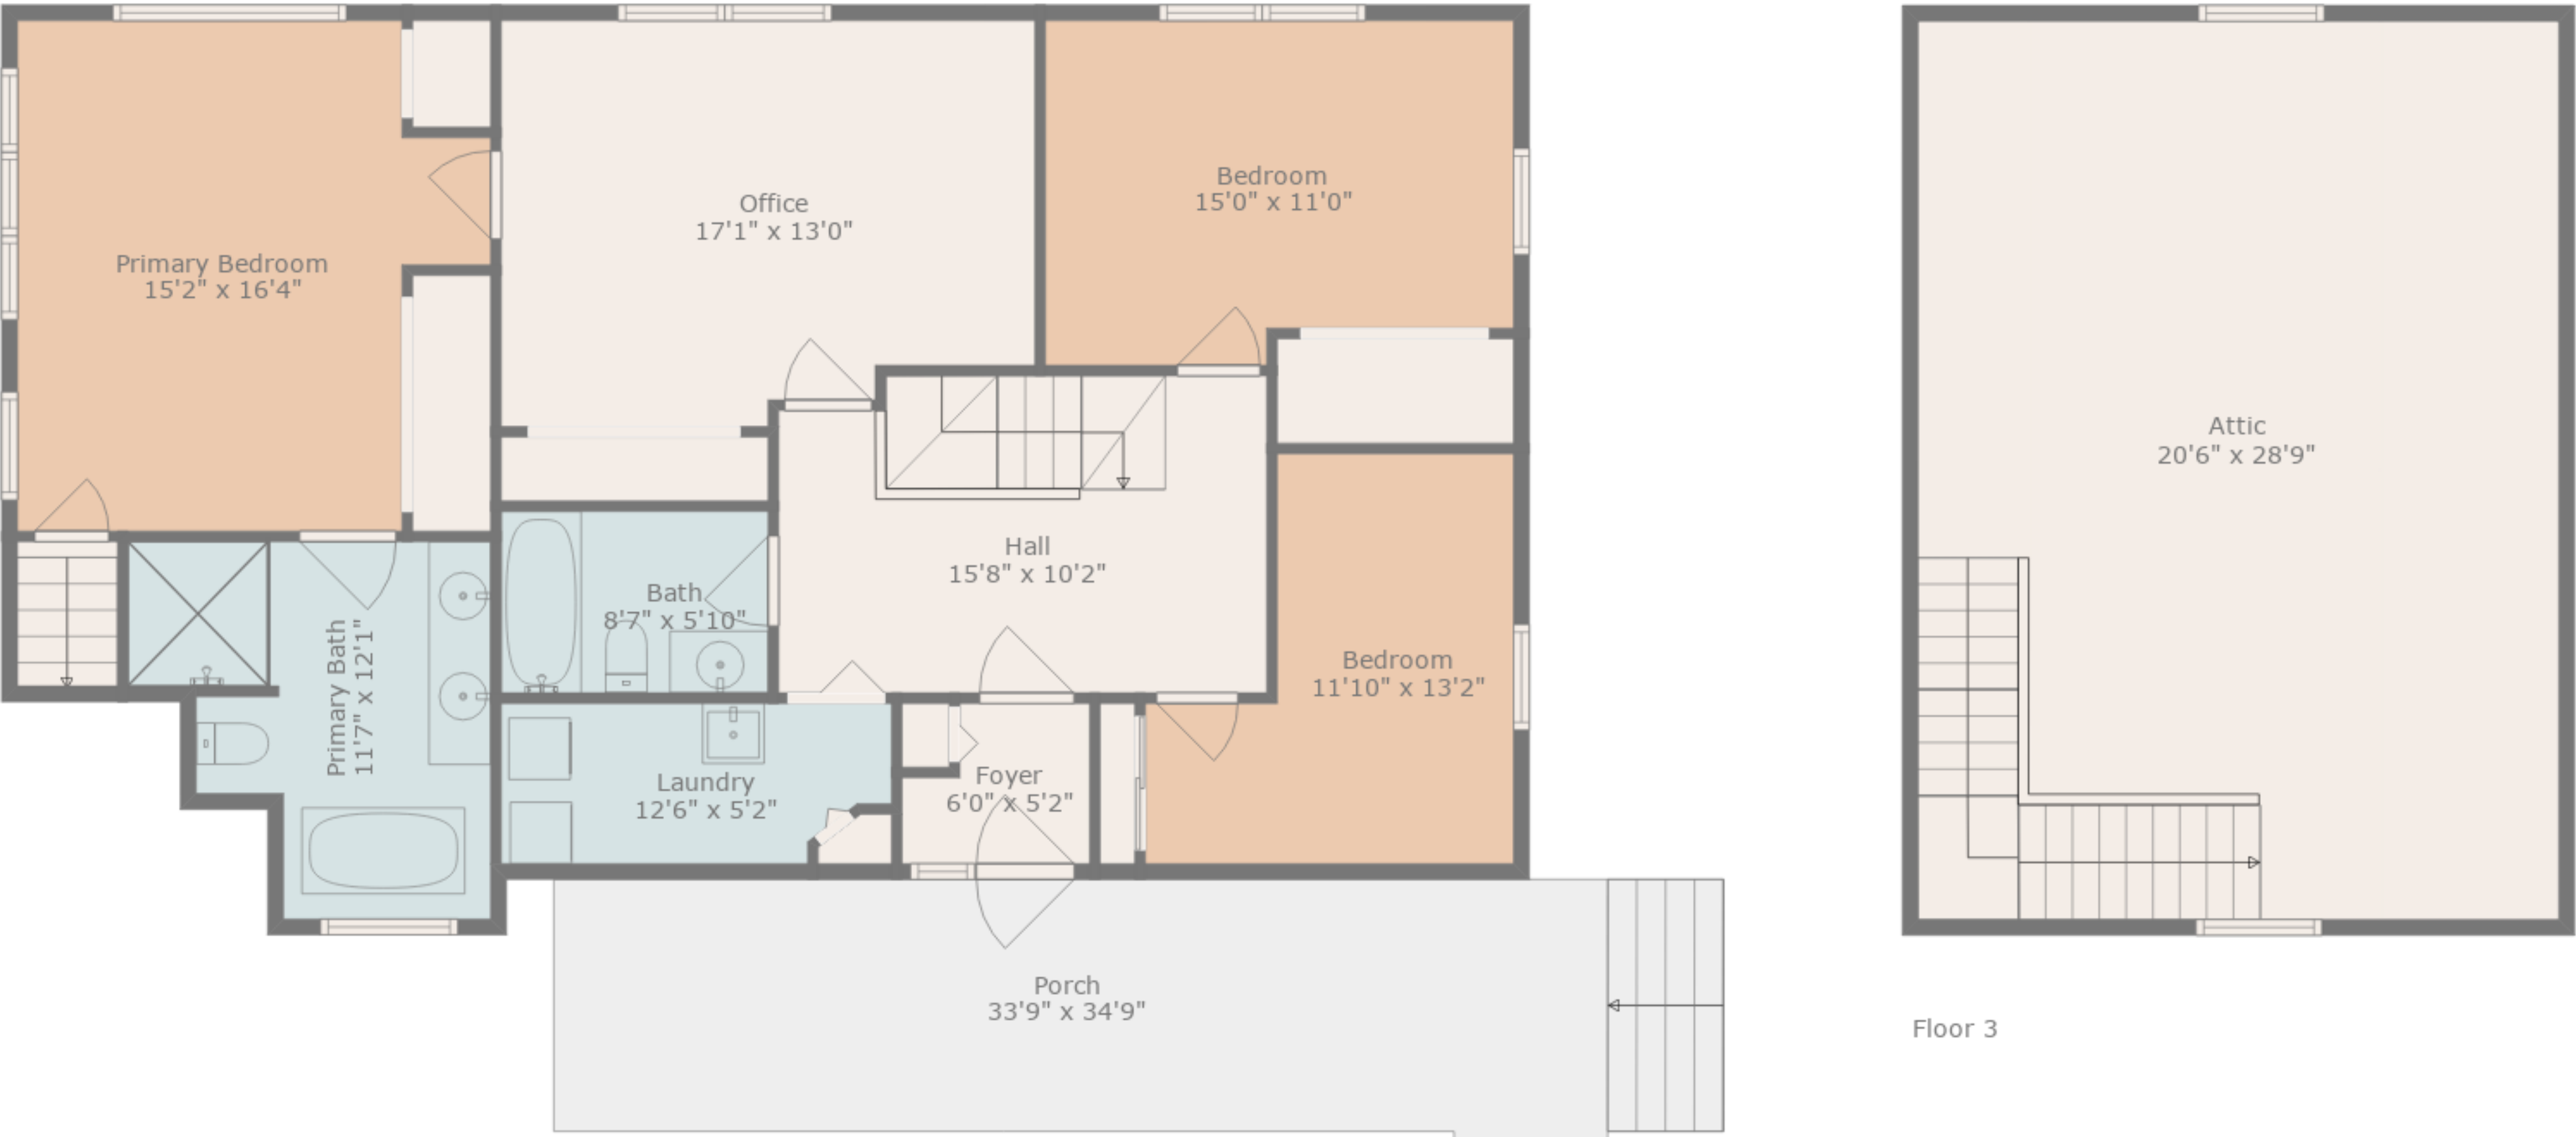 Primary Bedroom
15'2" x 16'4"
Office
17'1" x 13'0"
Bedroom
15'0" x 11'0"
Attic
20'6" x 28'9"
Hall
15'8" x 10'2"
Bath
8'7" x 5'10"
Primary Bath
11'7" x 12'1"
Bedroom
11'10" x 13'2"
Laundry
12'6" x 5'2"
Foyer
6'0" x 5'2"
Porch
33'9" x 34'9"
Floor 3